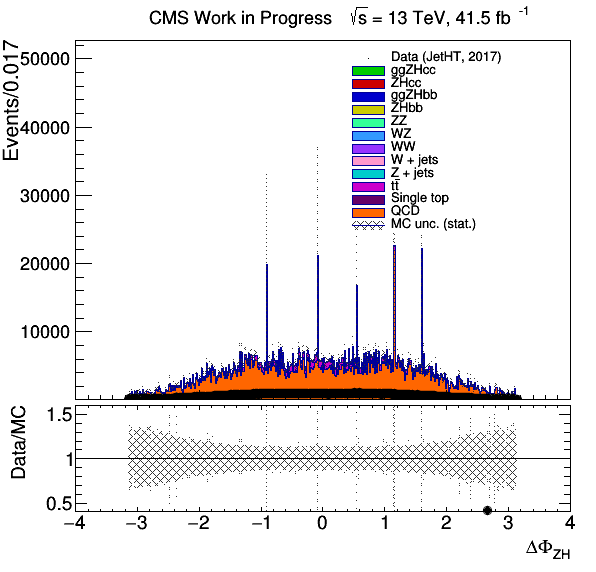 CMS Work in Progress √s = 13 TeV, 41.5 fb⁻¹
Events/0.017
50000
40000
30000
20000
10000
Data (JetHT, 2017)
ggZHcc
ZHcc
ggZHbb
ZHbb
ZZ
WZ
WW
W + jets
Z + jets
tt̄
Single top
QCD
MC unc. (stat.)
Data/MC
1.5
1
0.5
−4 −3 −2 −1 0 1 2 3 4
ΔΦ_ZH